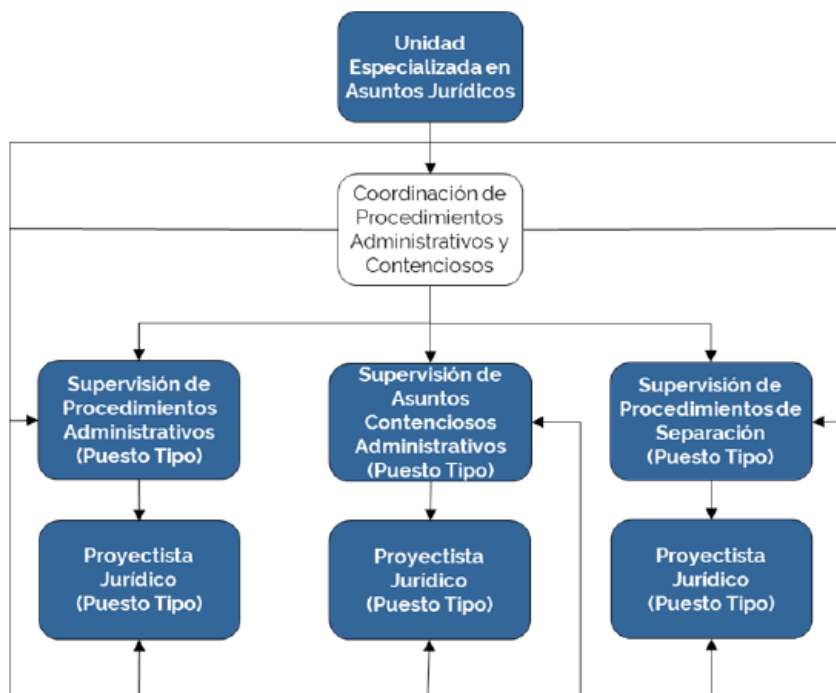 Unidad
Especializada en
Asuntos Jurídicos
Coordinación de
Procedimientos
Administrativos y
Contenciosos
Supervisión de
Procedimientos
Administrativos
(Puesto Tipo)
Supervisión de
Asuntos
Contenciosos
Administrativos
(Puesto Tipo)
Supervisión de
Procedimientos de
Separación
(Puesto Tipo)
Proyectista
Jurídico
(Puesto Tipo)
Proyectista
Jurídico
(Puesto Tipo)
Proyectista
Jurídico
(Puesto Tipo)